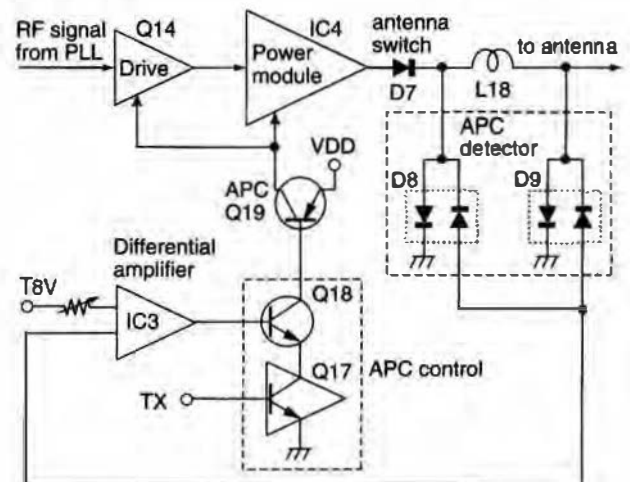 RF signal
from PLL
Q14
Drive
IC4
Power
module
antenna
switch
D7
L18
to antenna
APC
detector
D8
D9
VDD
APC
Q19
Differential
amplifier
T8V
IC3
Q18
Q17
APC control
TX